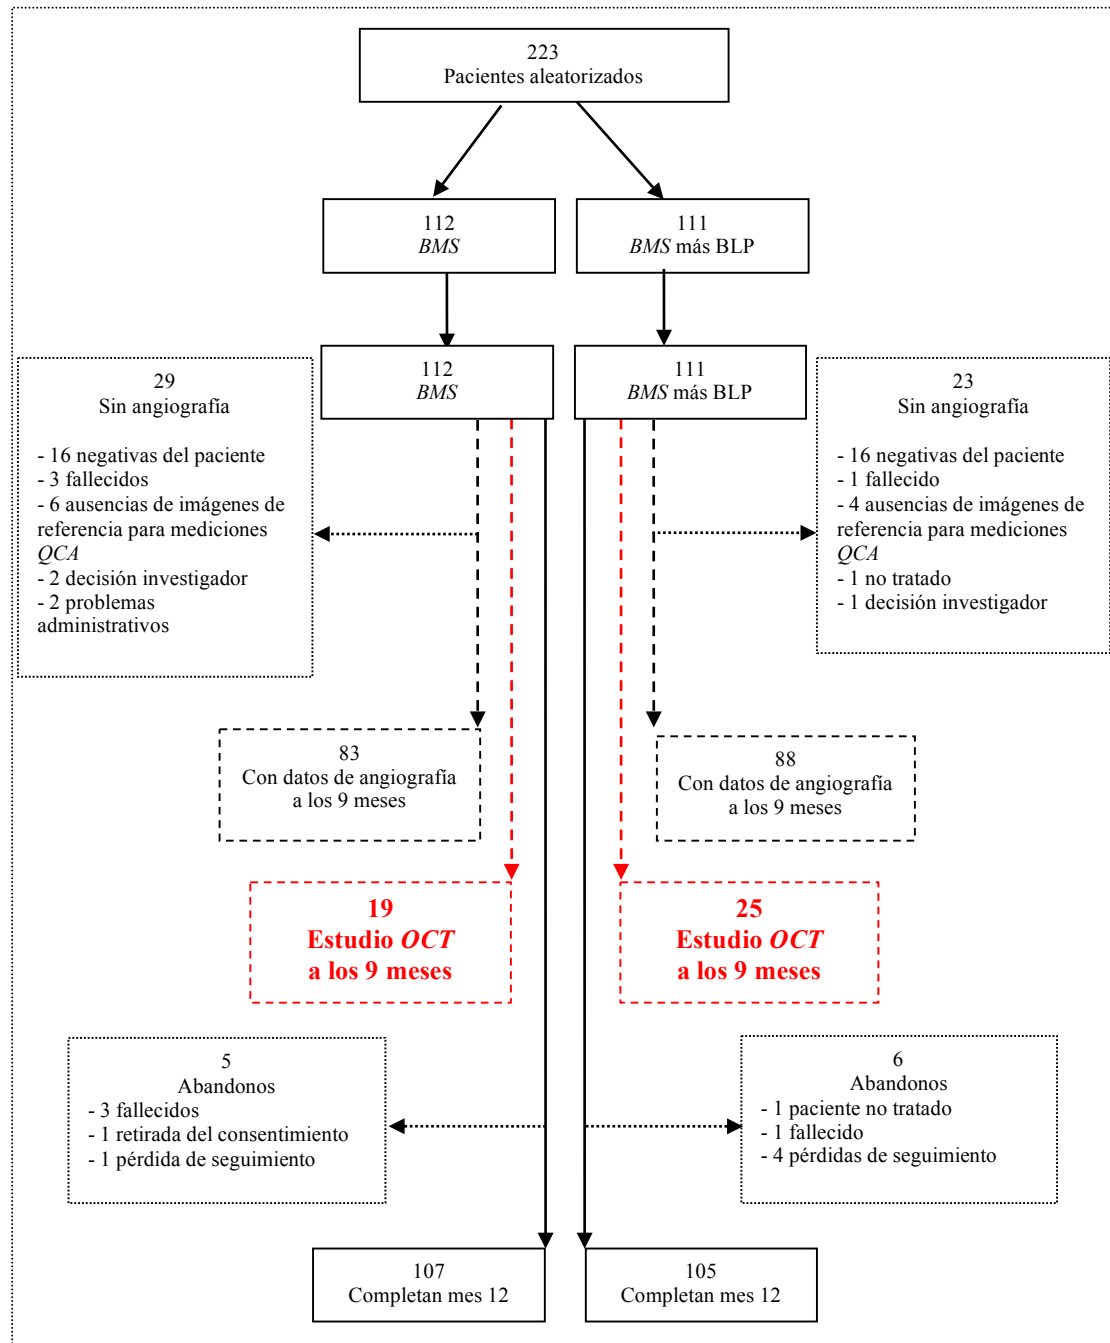 223
Pacientes aleatorizados
112
BMS
111
BMS más BLP
112
BMS
111
BMS más BLP
29
Sin angiografía
- 16 negativas del paciente
- 3 fallecidos
- 6 ausencias de imágenes de
referencia para mediciones
QCA
- 2 decisión investigador
- 2 problemas
administrativos
23
Sin angiografía
- 16 negativas del paciente
- 1 fallecido
- 4 ausencias de imágenes de
referencia para mediciones
QCA
- 1 no tratado
- 1 decisión investigador
83
Con datos de angiografía
a los 9 meses
88
Con datos de angiografía
a los 9 meses
19
Estudio OCT
a los 9 meses
25
Estudio OCT
a los 9 meses
5
Abandonos
- 3 fallecidos
- 1 retirada del consentimiento
- 1 pérdida de seguimiento
6
Abandonos
- 1 paciente no tratado
- 1 fallecido
- 4 pérdidas de seguimiento
107
Completan mes 12
105
Completan mes 12